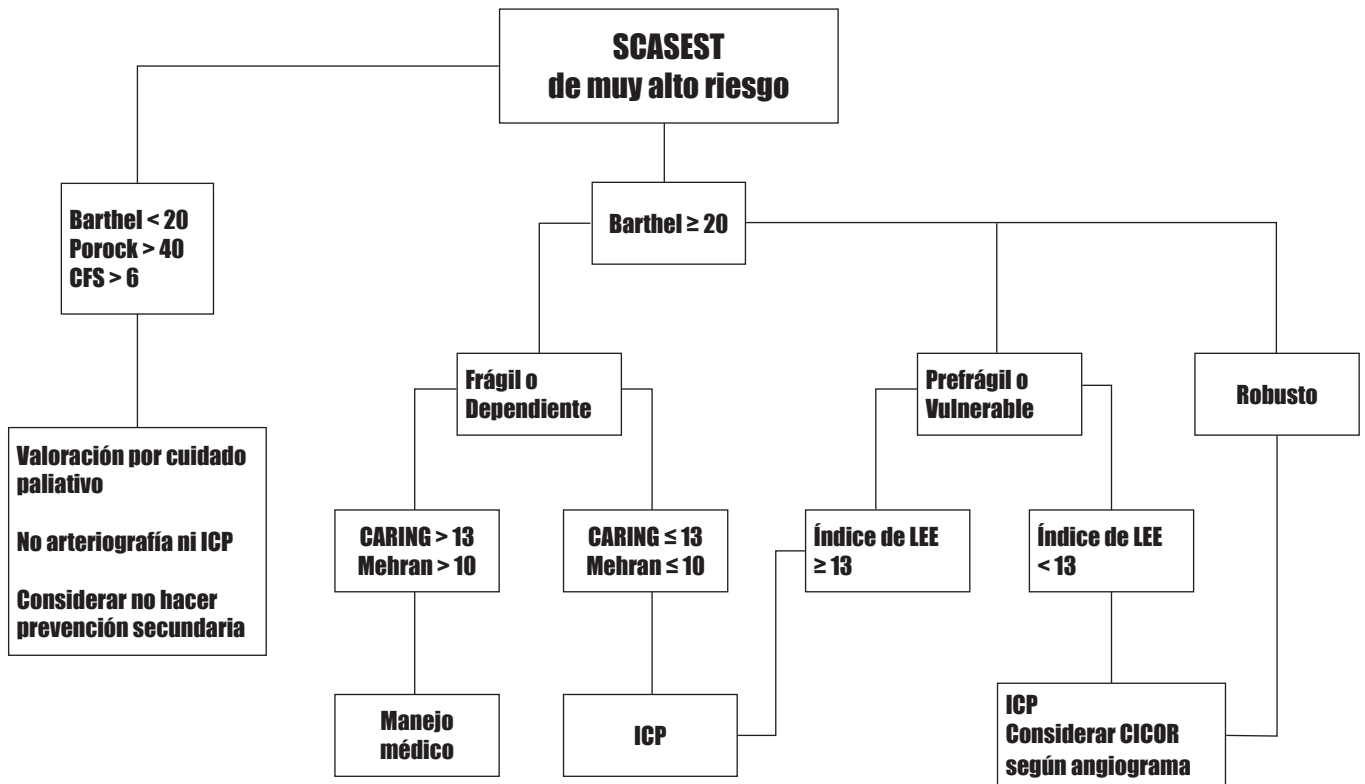 SCASEST
de muy alto riesgo
Barthel < 20
Porock > 40
CFS > 6
Barthel ≥ 20
Frágil o
Dependiente
Prefrágil o
Vulnerable
Robusto
Valoración por cuidado
paliativo
No arteriografía ni ICP
Considerar no hacer
prevención secundaria
CARING > 13
Mehran > 10
CARING ≤ 13
Mehran ≤ 10
Índice de LEE
≥ 13
Índice de LEE
< 13
Manejo
médico
ICP
ICP
Considerar CICOR
según angiograma